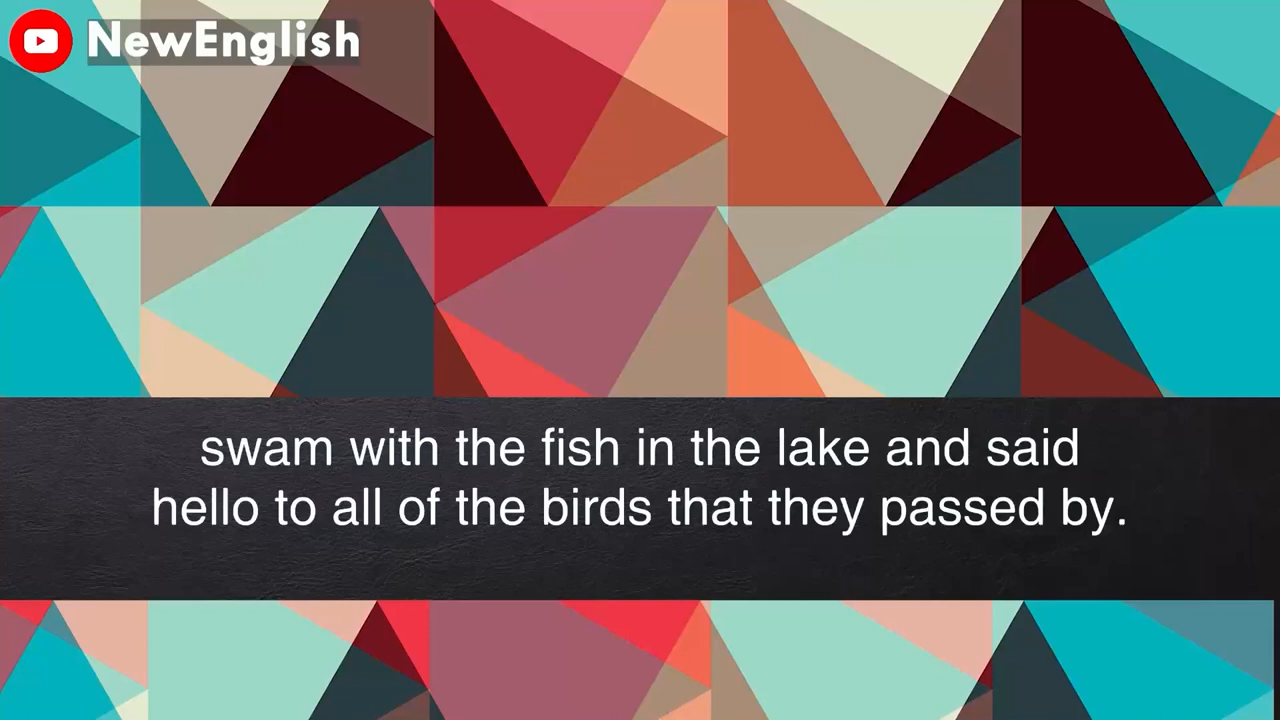 NewEnglish
swam with the fish in the lake and said
hello to all of the birds that they passed by.